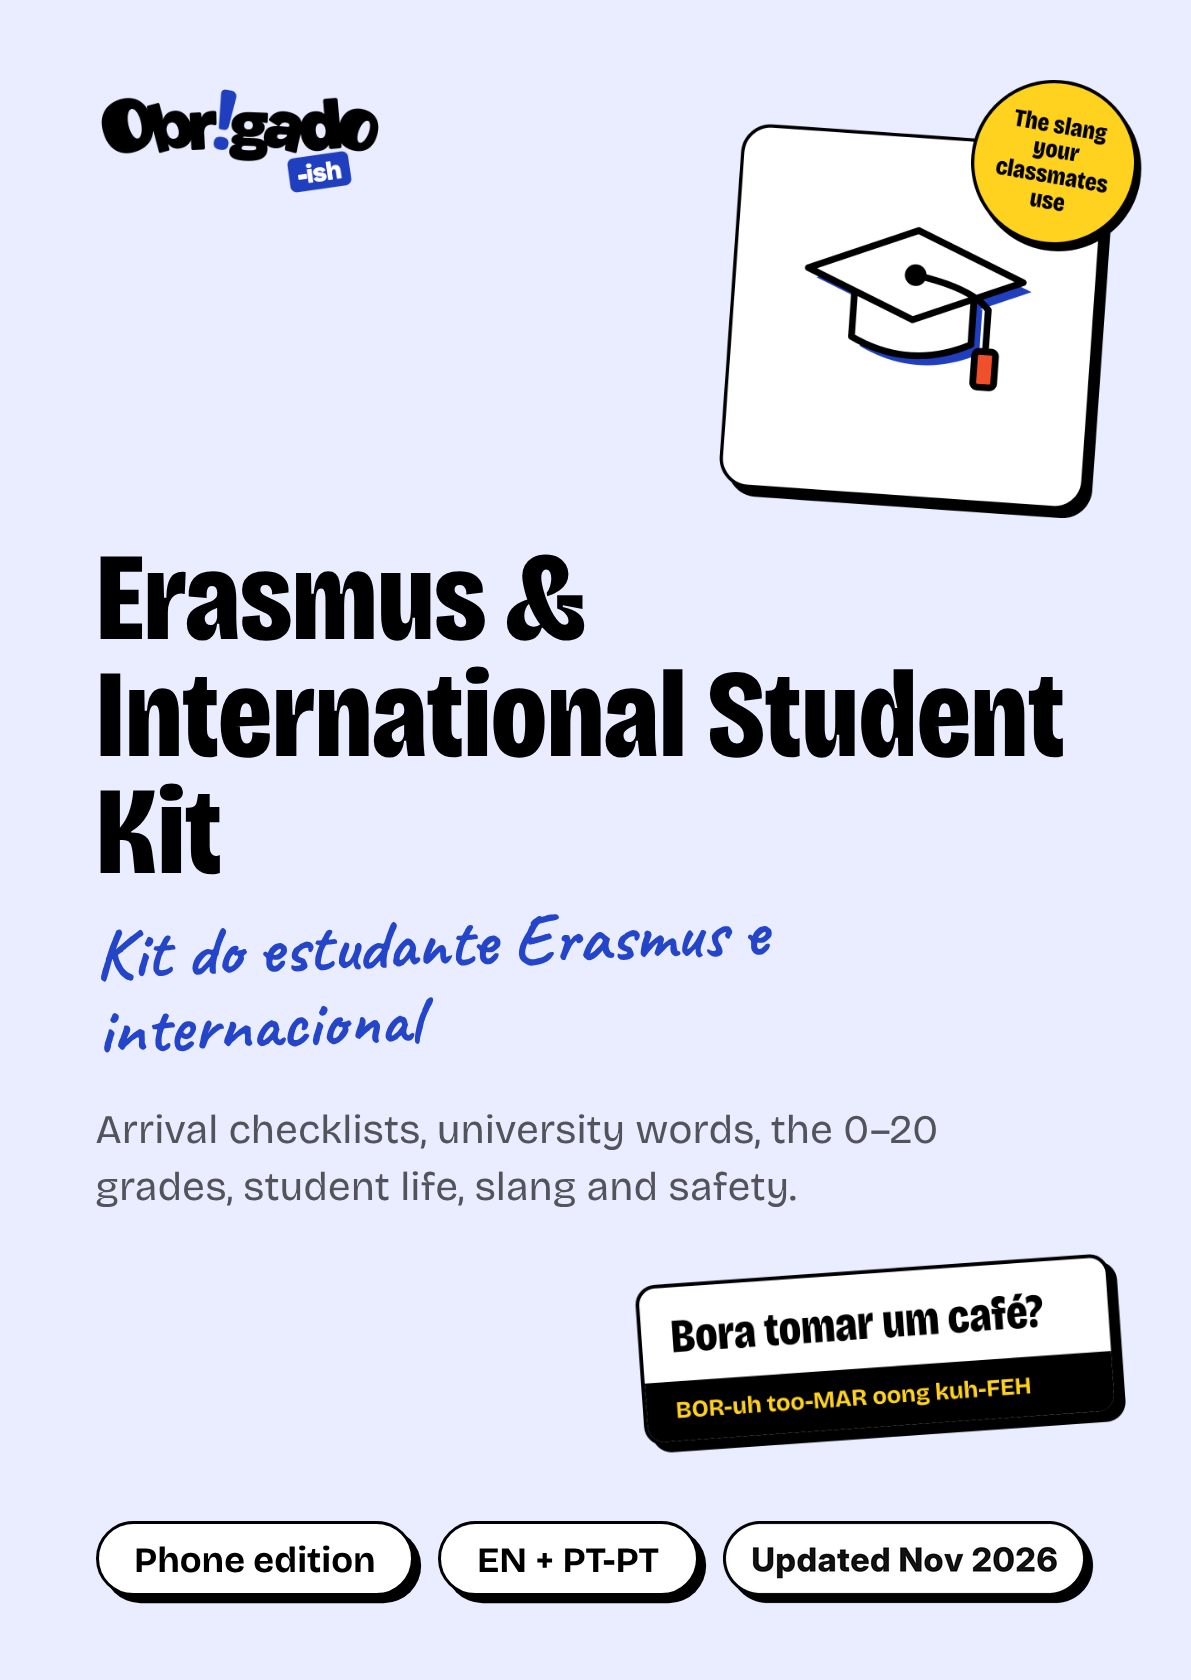 Obr!gado
-ish
The slang
your
classmates
use
Erasmus &
International Student
Kit
Kit do estudante Erasmus e
internacional
Arrival checklists, university words, the 0–20
grades, student life, slang and safety.
Bora tomar um café?
BOR-uh too-MAR oong kuh-FEH
Phone edition
EN + PT-PT
Updated Nov 2026